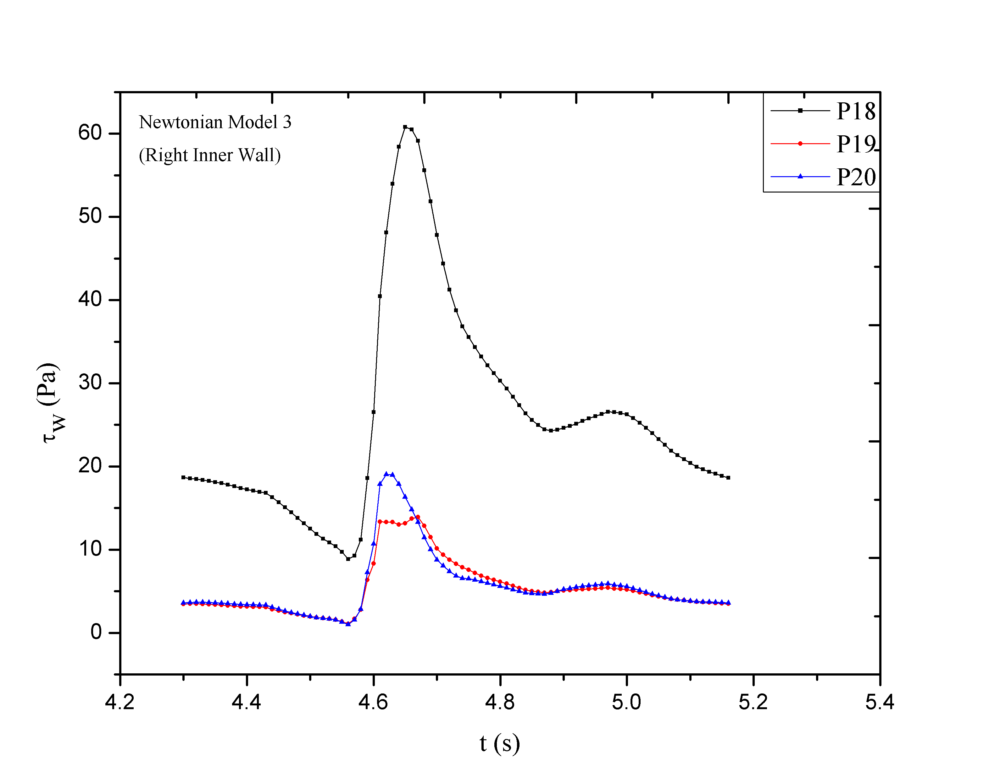 Newtonian Model 3
(Right Inner Wall)
P18
P19
P20
60
50
40
30
20
10
0
τw (Pa)
4.2 4.4 4.6 4.8 5.0 5.2 5.4
t (s)